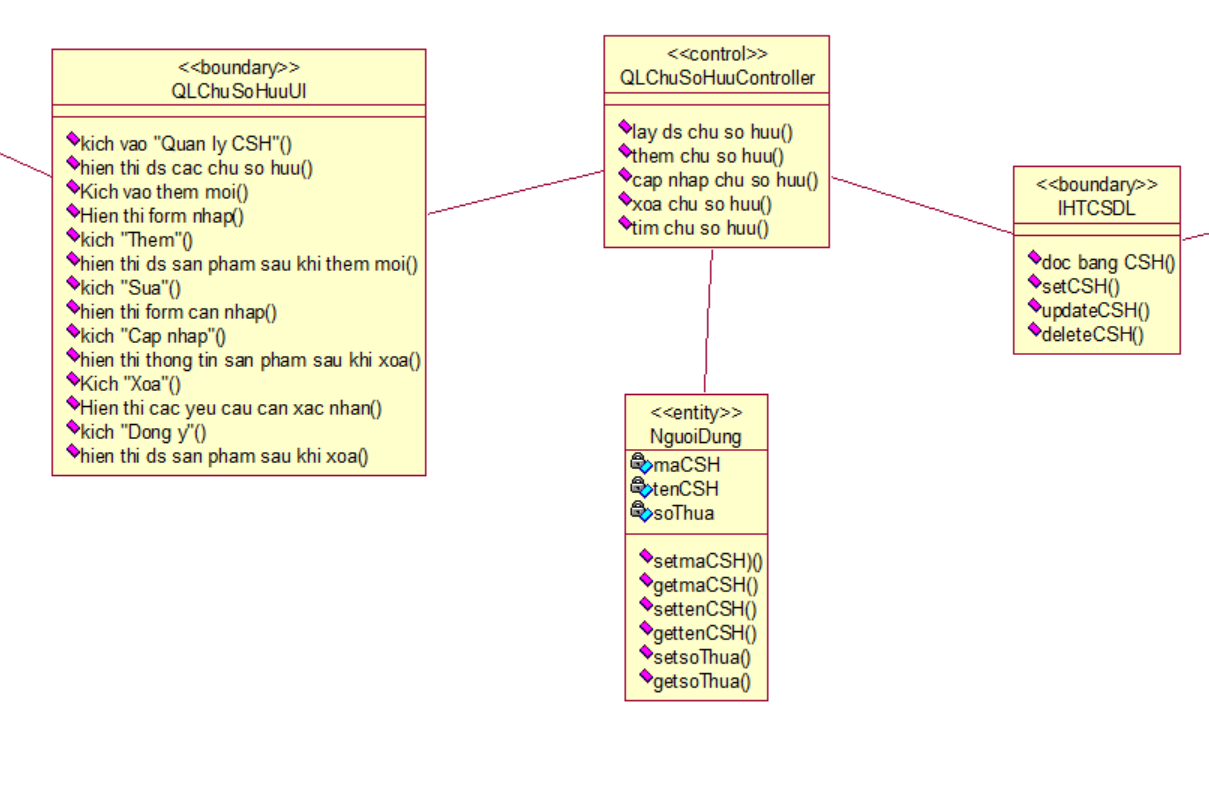 <<boundary>>
QLChuSoHuuUI
kich vao "Quan ly CSH"()
hien thi ds cac chu so huu()
Kich vao them moi()
Hien thi form nhap()
kich "Them"()
hien thi ds san pham sau khi them moi()
kich "Sua"()
hien thi form can nhap()
kich "Cap nhap"()
hien thi thong tin san pham sau khi xoa()
Kich "Xoa"()
Hien thi cac yeu cau can xac nhan()
kich "Dong y"()
hien thi ds san pham sau khi xoa()
<<control>>
QLChuSoHuuController
lay ds chu so huu()
them chu so huu()
cap nhap chu so huu()
xoa chu so huu()
tim chu so huu()
<<boundary>>
IHTCSDL
doc bang CSH()
setCSH()
updateCSH()
deleteCSH()
<<entity>>
NguoiDung
maCSH
tenCSH
soThua
setmaCSH)()
getmaCSH()
settenCSH()
gettenCSH()
setsoThua()
getsoThua()